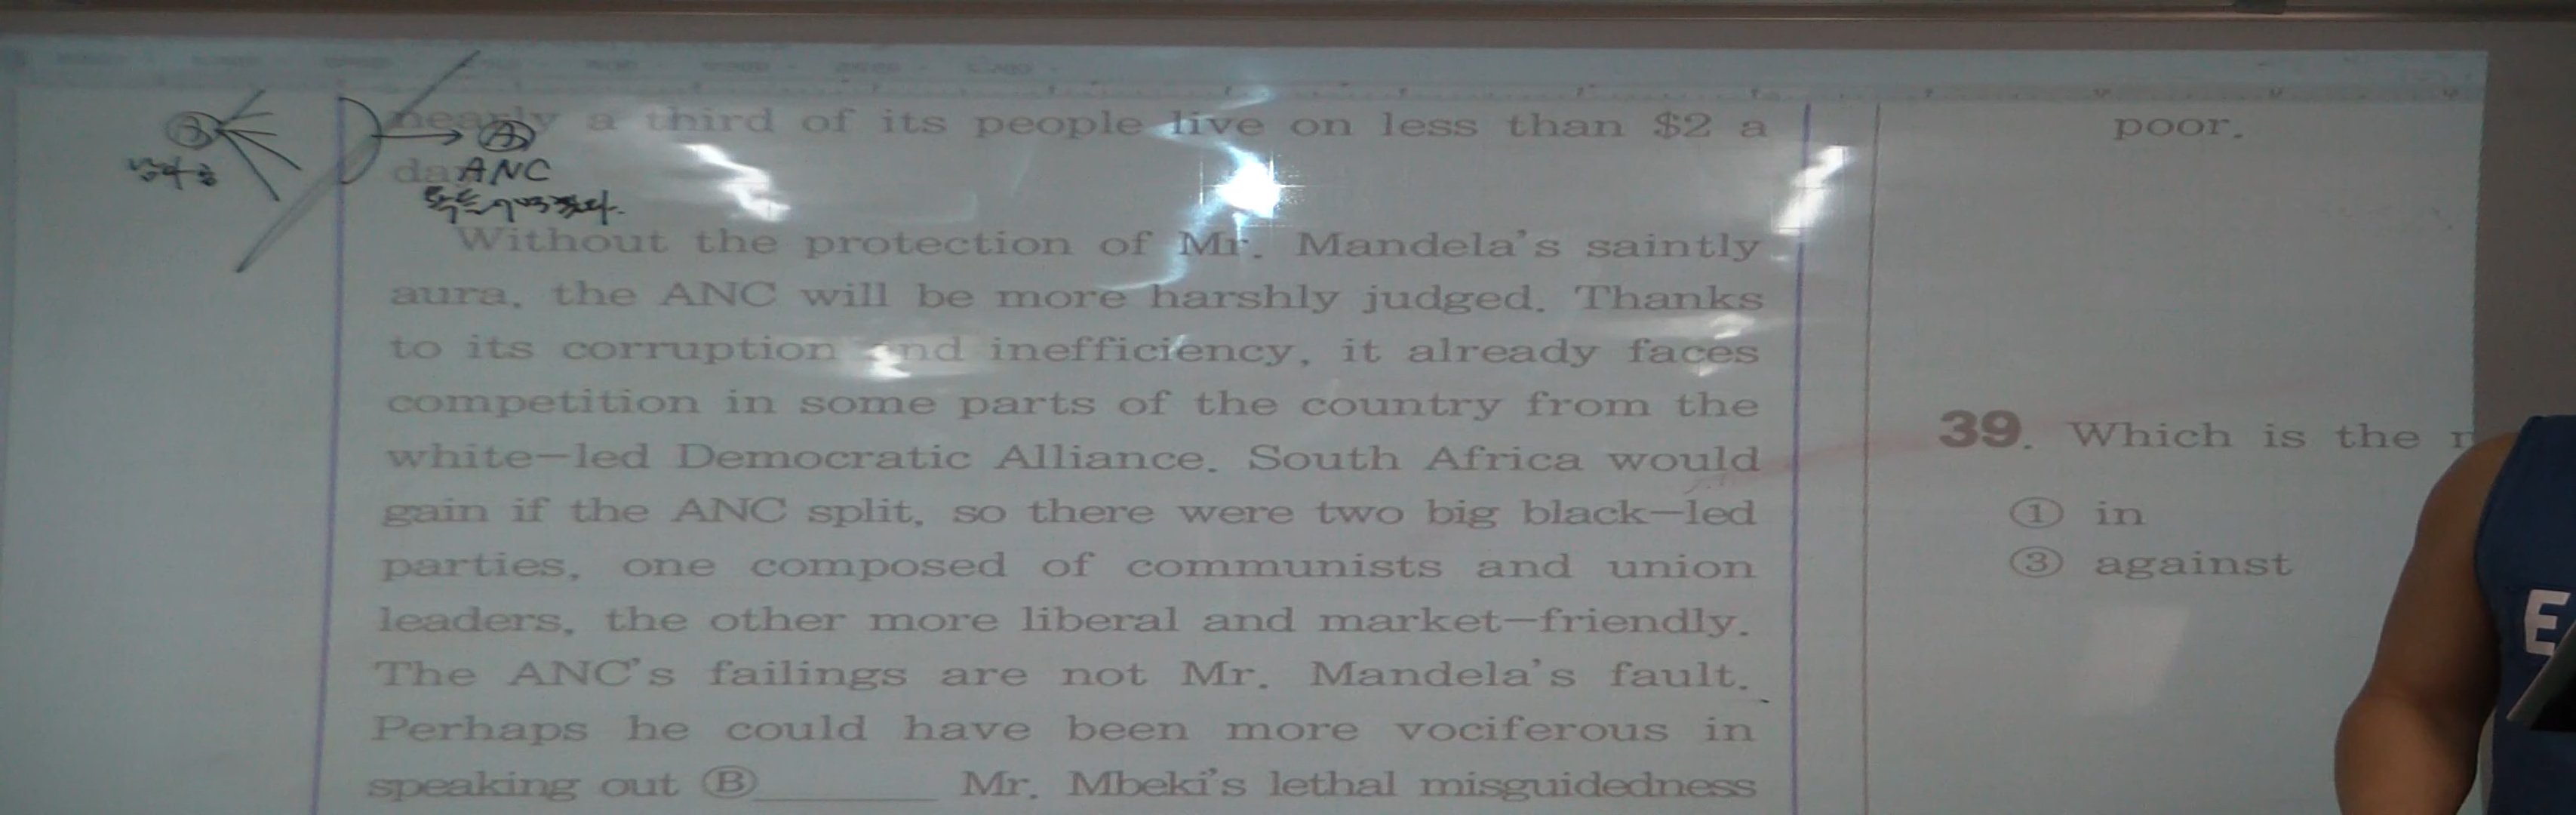 nearly a third of its people live on less than $2 a
da
Ⓐ
ANC
Without the protection of Mr. Mandela's saintly
aura, the ANC will be more harshly judged. Thanks
to its corruption and inefficiency, it already faces
competition in some parts of the country from the
white-led Democratic Alliance. South Africa would
gain if the ANC split, so there were two big black-led
parties, one composed of communists and union
leaders, the other more liberal and market-friendly.
The ANC's failings are not Mr. Mandela's fault.
Perhaps he could have been more vociferous in
speaking out Ⓑ______ Mr. Mbeki's lethal misguidedness
poor.
39. Which is the
① in
③ against
E